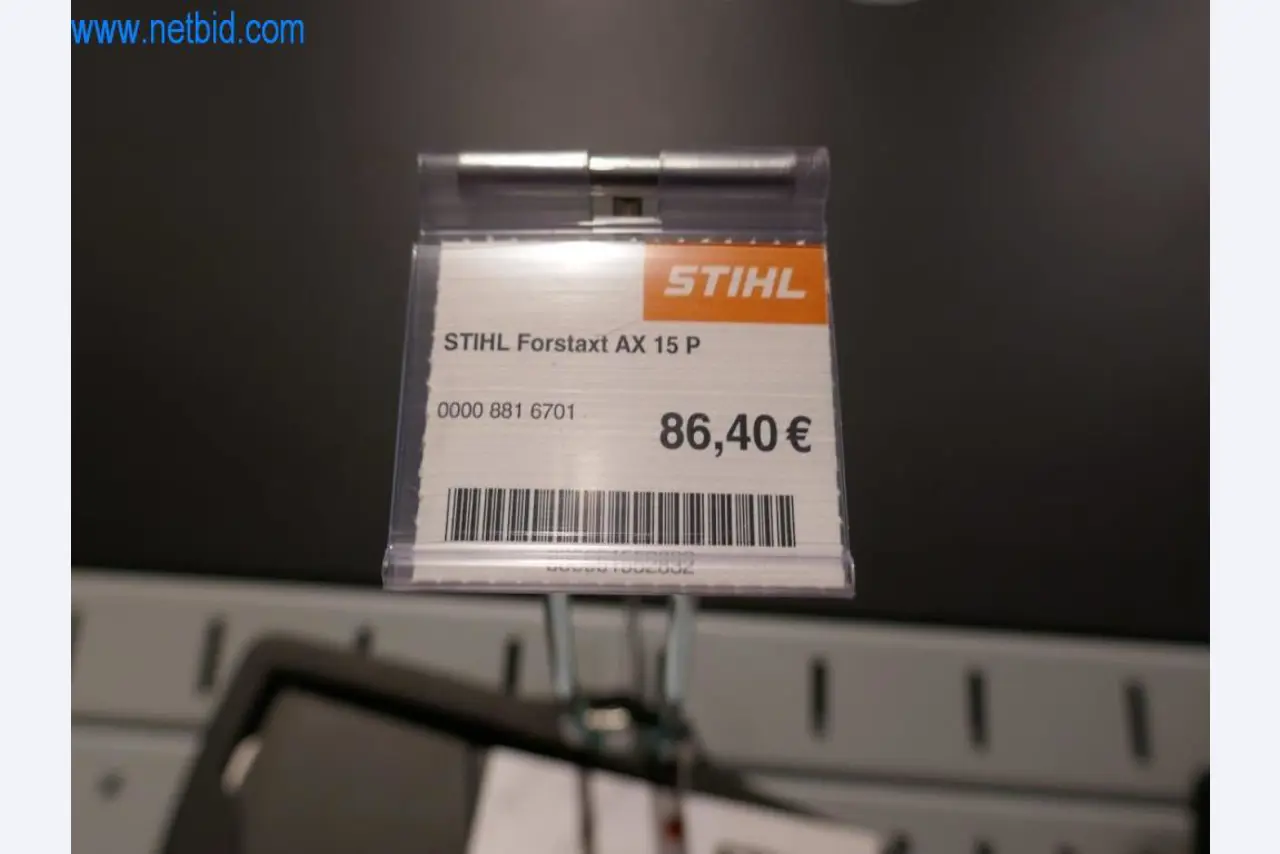 www.netbid.com
STIHL
STIHL Forstaxt AX 15 P
0000 881 6701
86,40 €